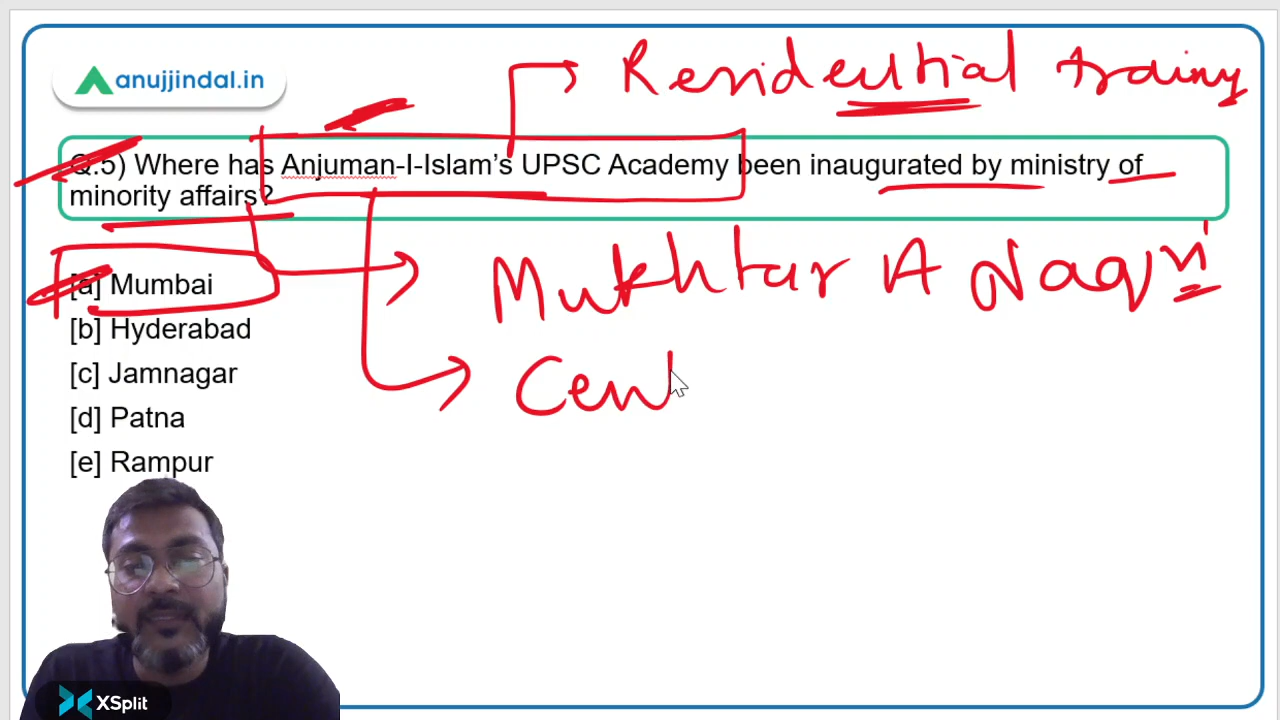 anujjindal.in
Residential training
Q.5) Where has Anjuman-I-Islam's UPSC Academy been inaugurated by ministry of
minority affairs?
[a] Mumbai
Mukhtar A Naqvi
[b] Hyderabad
[c] Jamnagar
Cent
[d] Patna
[e] Rampur
XSplit